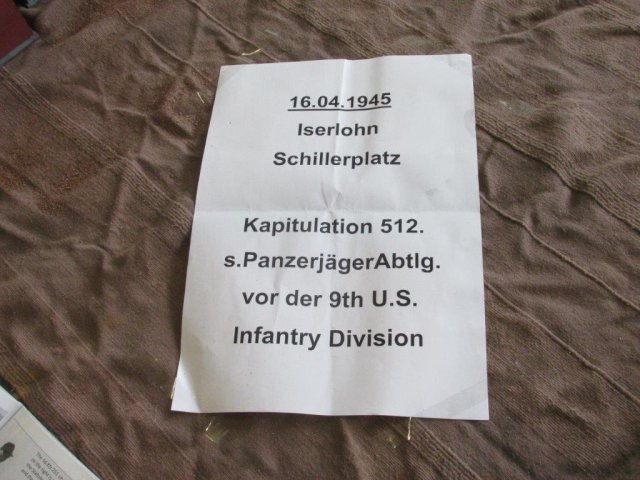 16.04.1945
Iserlohn
Schillerplatz
Kapitulation 512.
s.PanzerjägerAbtlg.
vor der 9th U.S.
Infantry Division